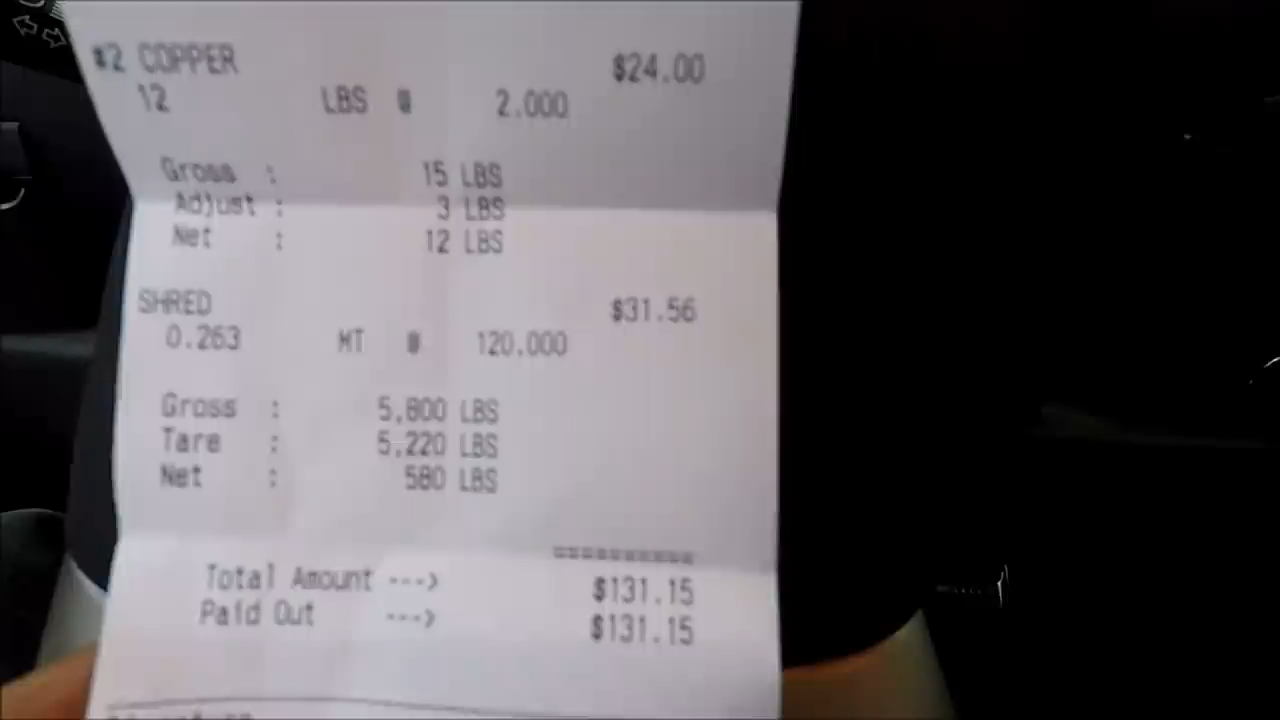 #2 COPPER $24.00
12 LBS @ 2.000
Gross : 15 LBS
Adjust : 3 LBS
Net : 12 LBS
SHRED $31.56
0.263 MT @ 120.000
Gross : 5,800 LBS
Tare : 5,220 LBS
Net : 580 LBS
==========
Total Amount ---> $131.15
Paid Out ---> $131.15